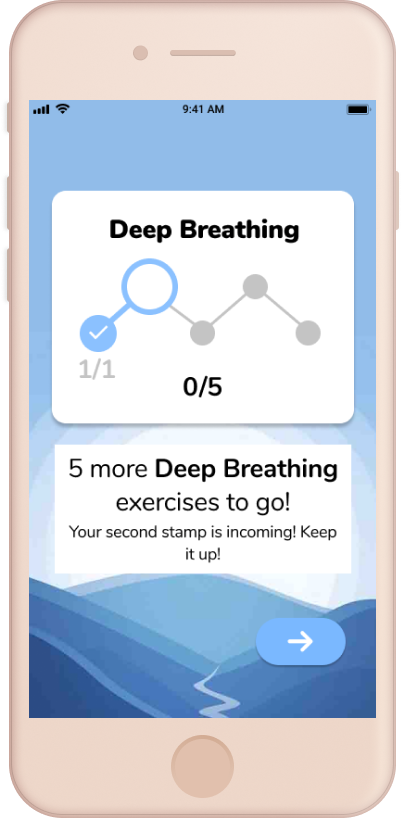 9:41 AM
Deep Breathing
1/1
0/5
5 more Deep Breathing
exercises to go!
Your second stamp is incoming! Keep
it up!